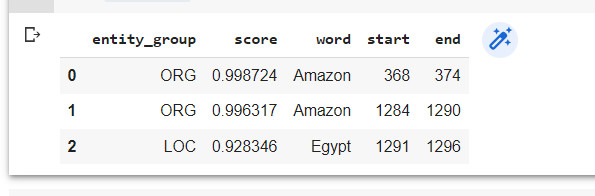 entity_group score word start end
0 ORG 0.998724 Amazon 368 374
1 ORG 0.996317 Amazon 1284 1290
2 LOC 0.928346 Egypt 1291 1296